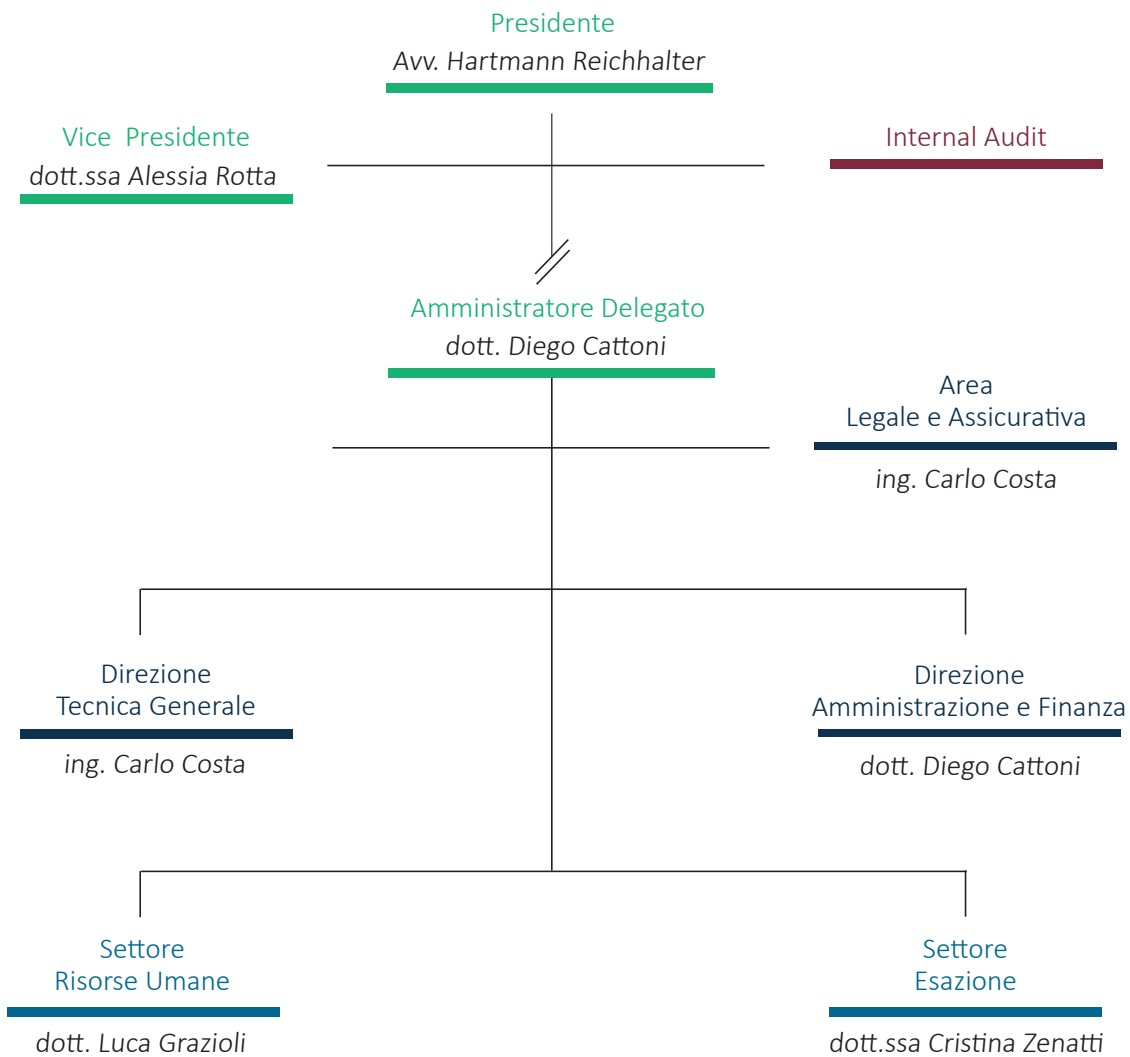 Presidente
Avv. Hartmann Reichhalter
Vice Presidente
dott.ssa Alessia Rotta
Internal Audit
Amministratore Delegato
dott. Diego Cattoni
Area
Legale e Assicurativa
ing. Carlo Costa
Direzione
Tecnica Generale
ing. Carlo Costa
Direzione
Amministrazione e Finanza
dott. Diego Cattoni
Settore
Risorse Umane
dott. Luca Grazioli
Settore
Esazione
dott.ssa Cristina Zenatti